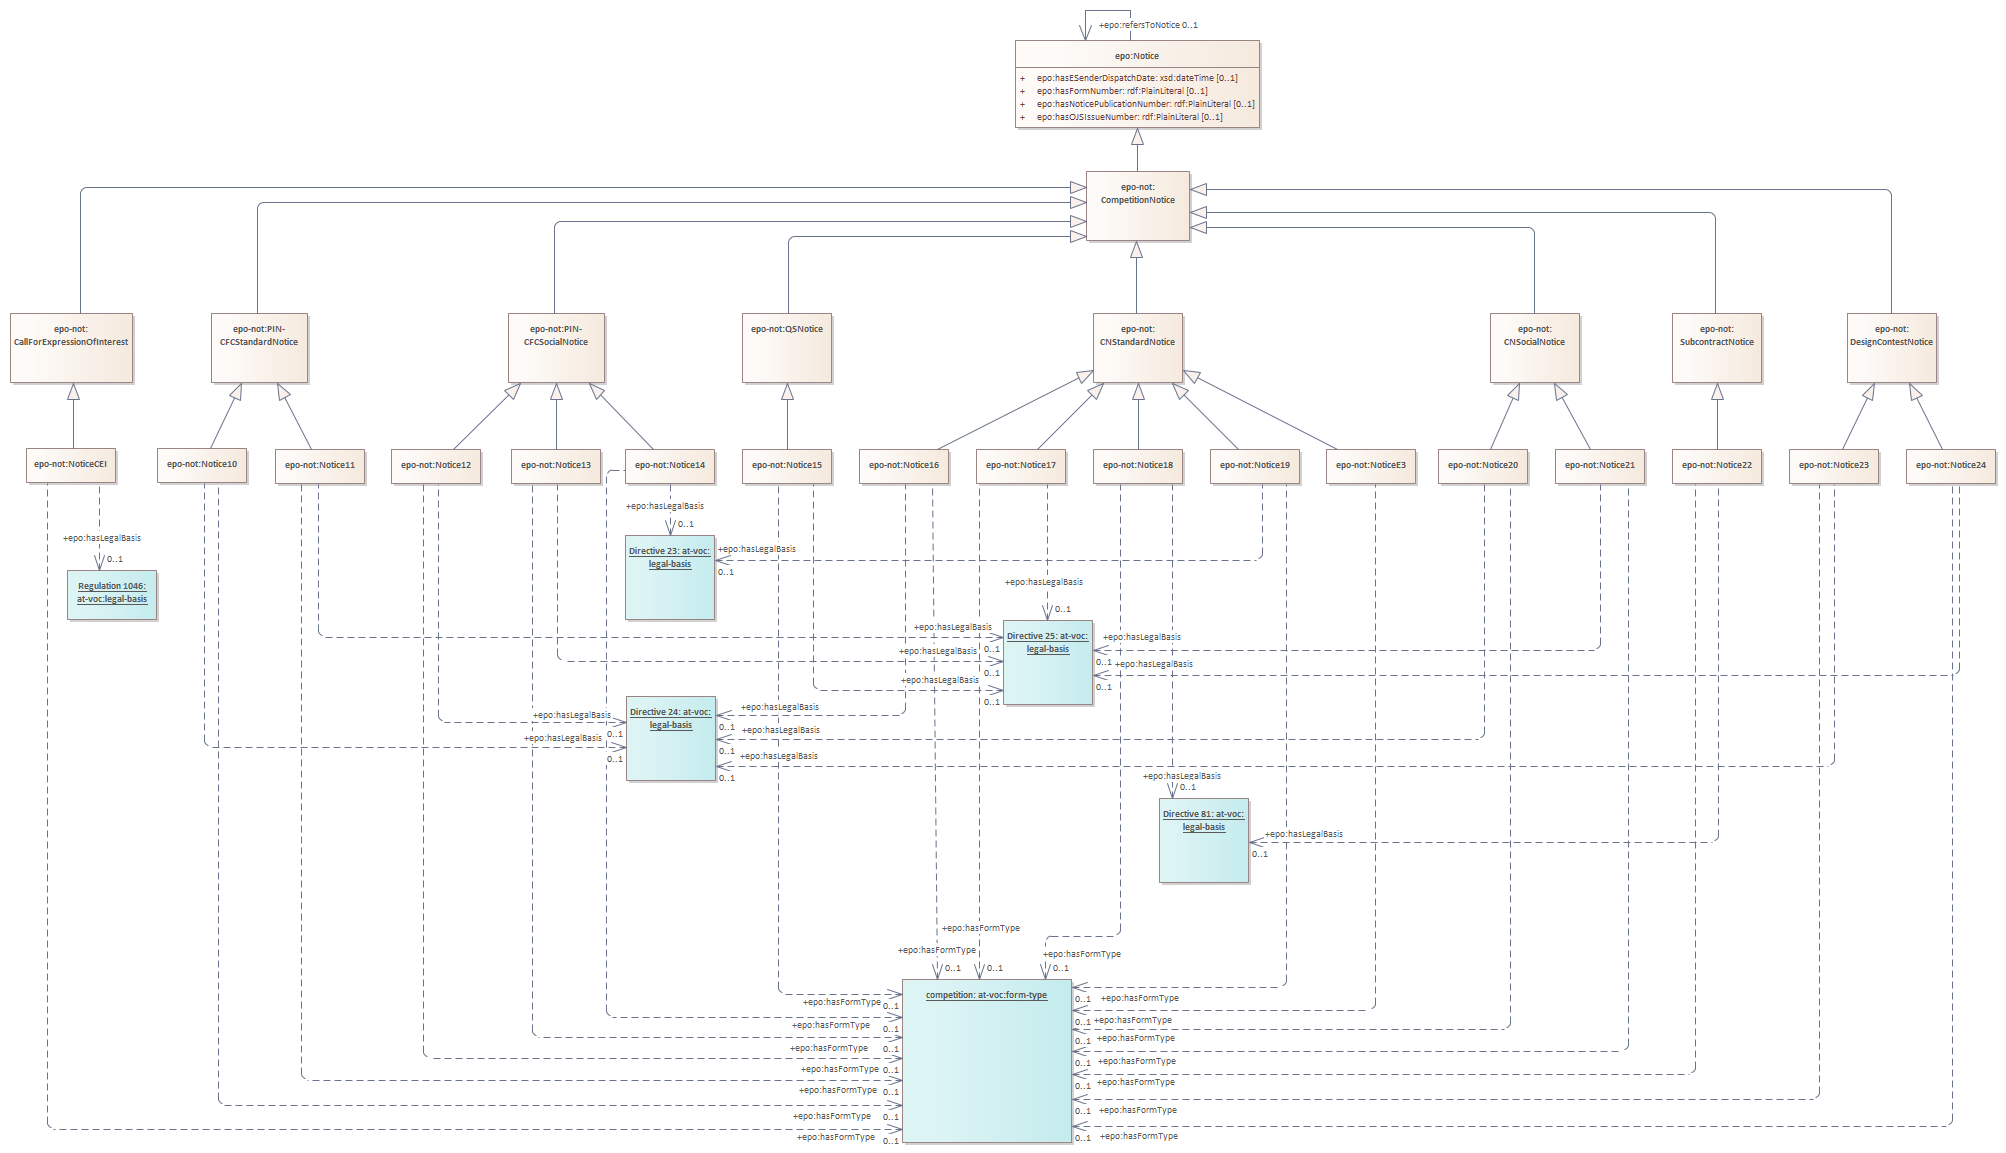 +epo:refersToNotice 0..1
epo:Notice
+ epo:hasESenderDispatchDate: xsd:dateTime [0..1]
+ epo:hasFormNumber: rdf:PlainLiteral [0..1]
+ epo:hasNoticePublicationNumber: rdf:PlainLiteral [0..1]
+ epo:hasOJSIssueNumber: rdf:PlainLiteral [0..1]
epo-not:
CompetitionNotice
epo-not:
CallForExpressionOfInterest
epo-not:PIN-
CFCStandardNotice
epo-not:PIN-
CFCSocialNotice
epo-not:QSNotice
epo-not:
CNStandardNotice
epo-not:
CNSocialNotice
epo-not:
SubcontractNotice
epo-not:
DesignContestNotice
epo-not:NoticeCEI
epo-not:Notice10
epo-not:Notice11
epo-not:Notice12
epo-not:Notice13
epo-not:Notice14
epo-not:Notice15
epo-not:Notice16
epo-not:Notice17
epo-not:Notice18
epo-not:Notice19
epo-not:NoticeE3
epo-not:Notice20
epo-not:Notice21
epo-not:Notice22
epo-not:Notice23
epo-not:Notice24
+epo:hasLegalBasis
0..1
+epo:hasLegalBasis
0..1
Regulation 1046:
at-voc:legal-basis
Directive 23: at-voc:
legal-basis
+epo:hasLegalBasis
0..1
+epo:hasLegalBasis
0..1
Directive 25: at-voc:
legal-basis
+epo:hasLegalBasis
0..1
+epo:hasLegalBasis
0..1
+epo:hasLegalBasis
0..1
+epo:hasLegalBasis
0..1
+epo:hasLegalBasis
0..1
Directive 24: at-voc:
legal-basis
+epo:hasLegalBasis
0..1
+epo:hasLegalBasis
0..1
+epo:hasLegalBasis
0..1
+epo:hasLegalBasis
0..1
+epo:hasLegalBasis
0..1
+epo:hasLegalBasis
0..1
Directive 81: at-voc:
legal-basis
+epo:hasLegalBasis
0..1
+epo:hasFormType
0..1
+epo:hasFormType
0..1
+epo:hasFormType
0..1
competition: at-voc:form-type
+epo:hasFormType 0..1
+epo:hasFormType 0..1
+epo:hasFormType 0..1
+epo:hasFormType 0..1
+epo:hasFormType 0..1
+epo:hasFormType 0..1
+epo:hasFormType 0..1
0..1 +epo:hasFormType
0..1 +epo:hasFormType
0..1 +epo:hasFormType
0..1 +epo:hasFormType
0..1 +epo:hasFormType
0..1 +epo:hasFormType
0..1 +epo:hasFormType